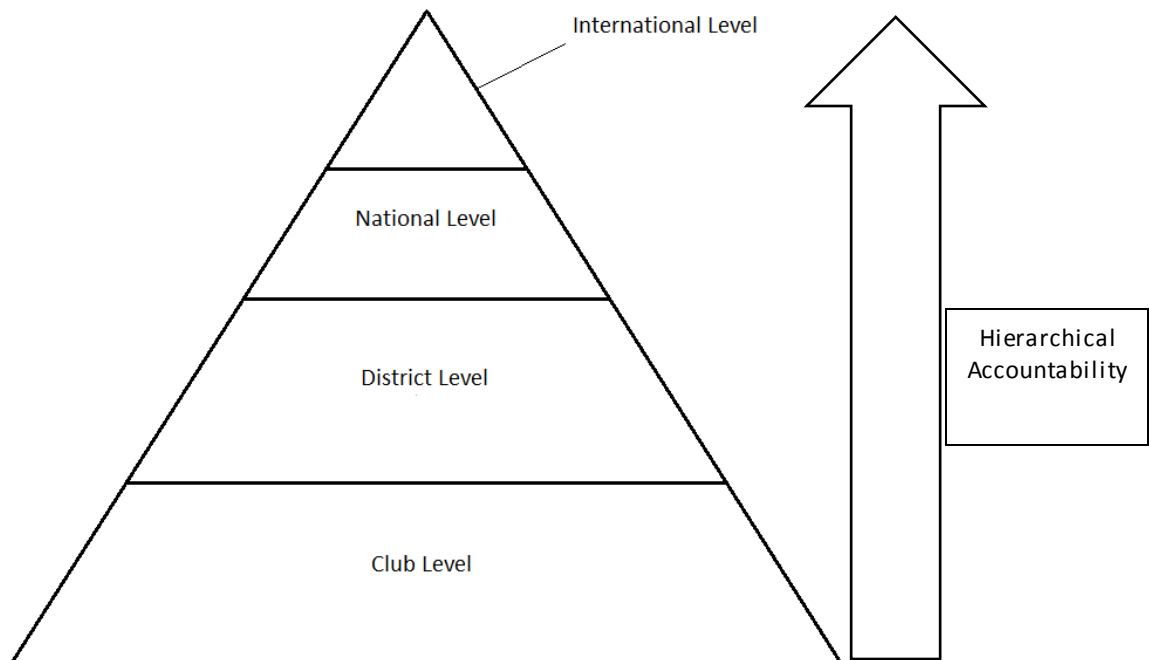 International Level
National Level
District Level
Club Level
Hierarchical
Accountability